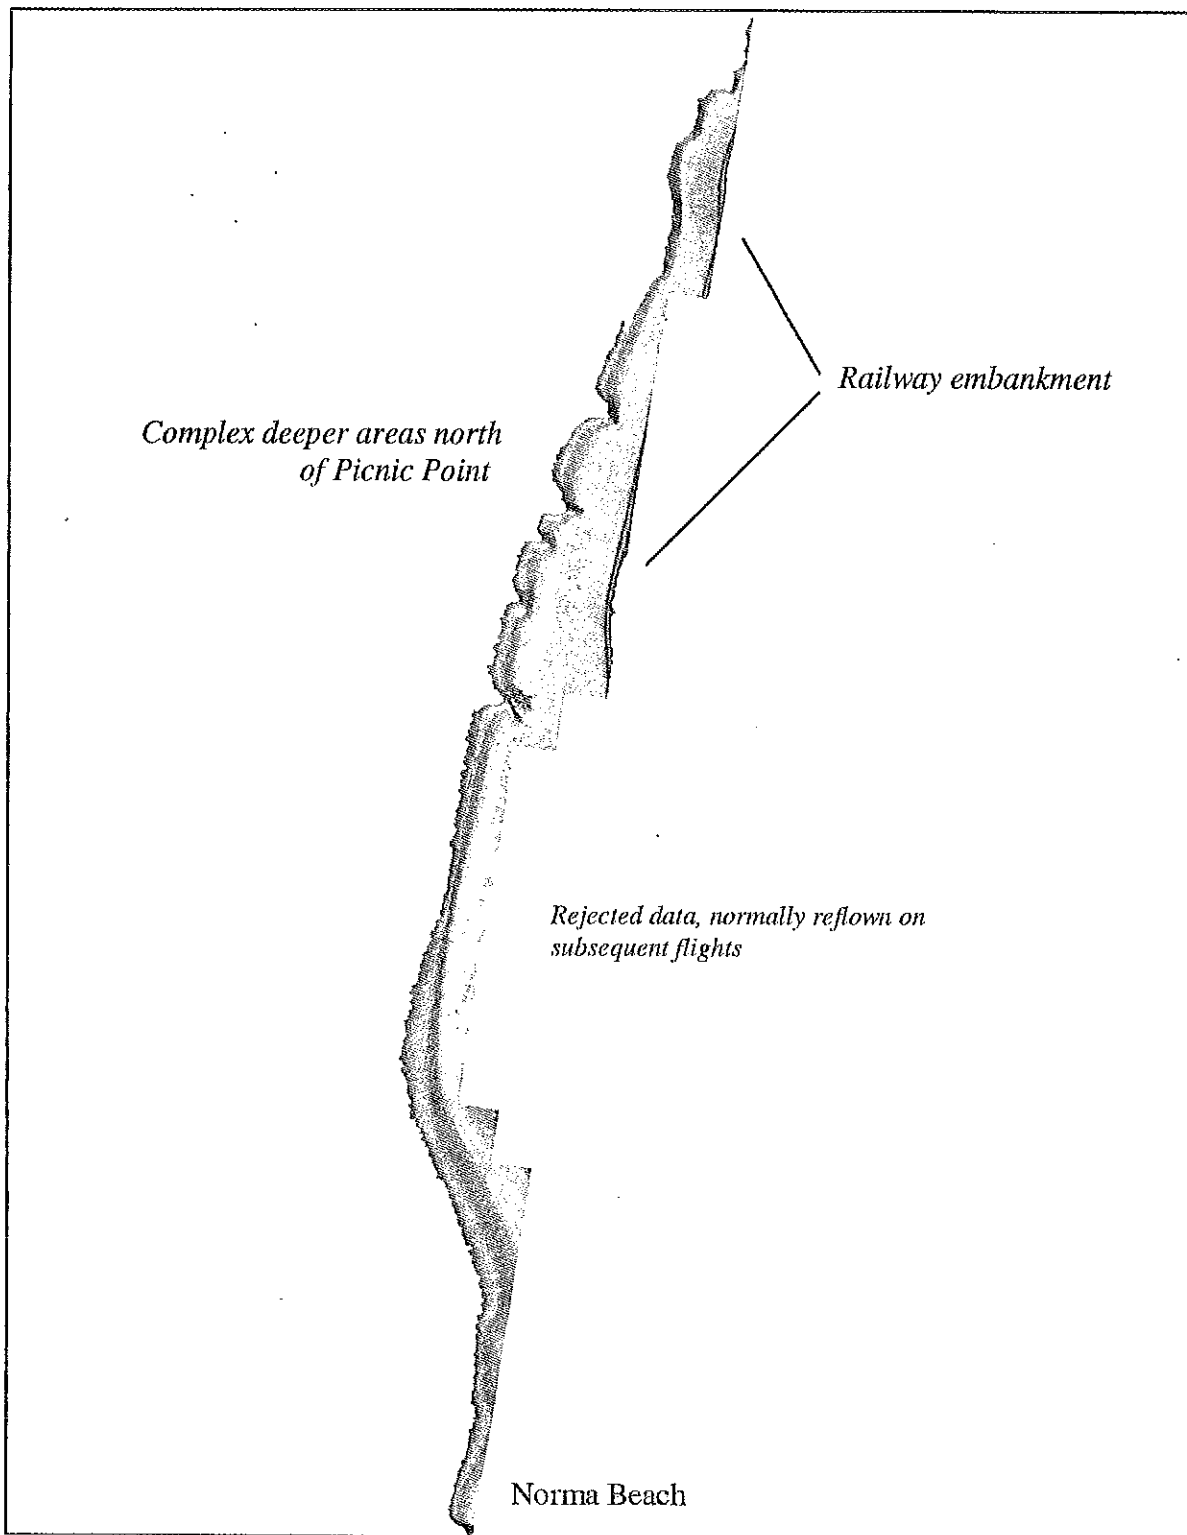 Railway embankment
Complex deeper areas north
of Picnic Point
Rejected data, normally reflown on
subsequent flights
Norma Beach